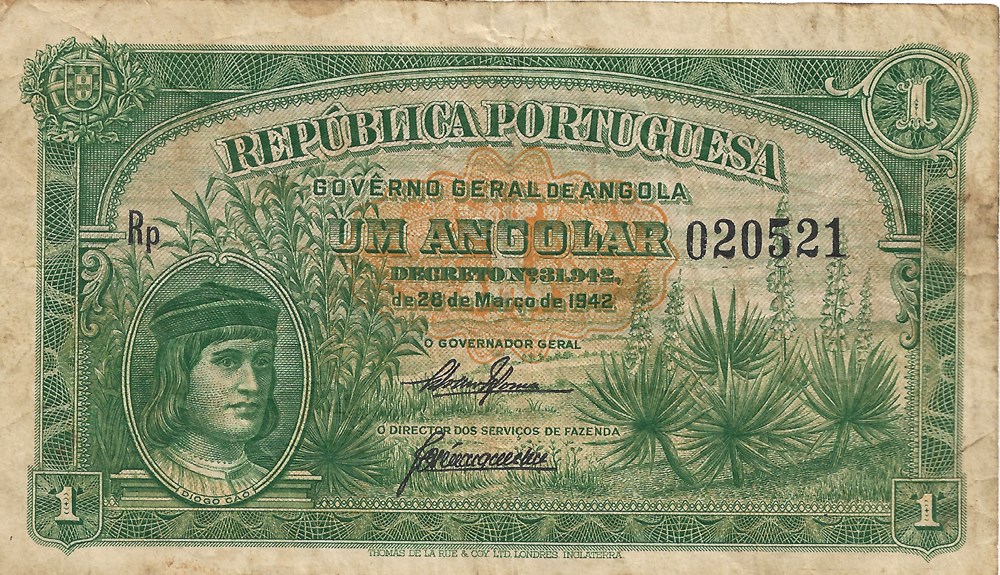 1
REPÚBLICA PORTUGUESA
GOVÊRNO GERAL DE ANGOLA
Rp
UM ANGOLAR
020521
DECRETO Nº 31.942,
de 28 de Março de 1942
O GOVERNADOR GERAL
O DIRECTOR DOS SERVIÇOS DE FAZENDA
DIOGO CÃO
1
1
THOMAS DE LA RUE & COY. LTD. LONDRES INGLATERRA